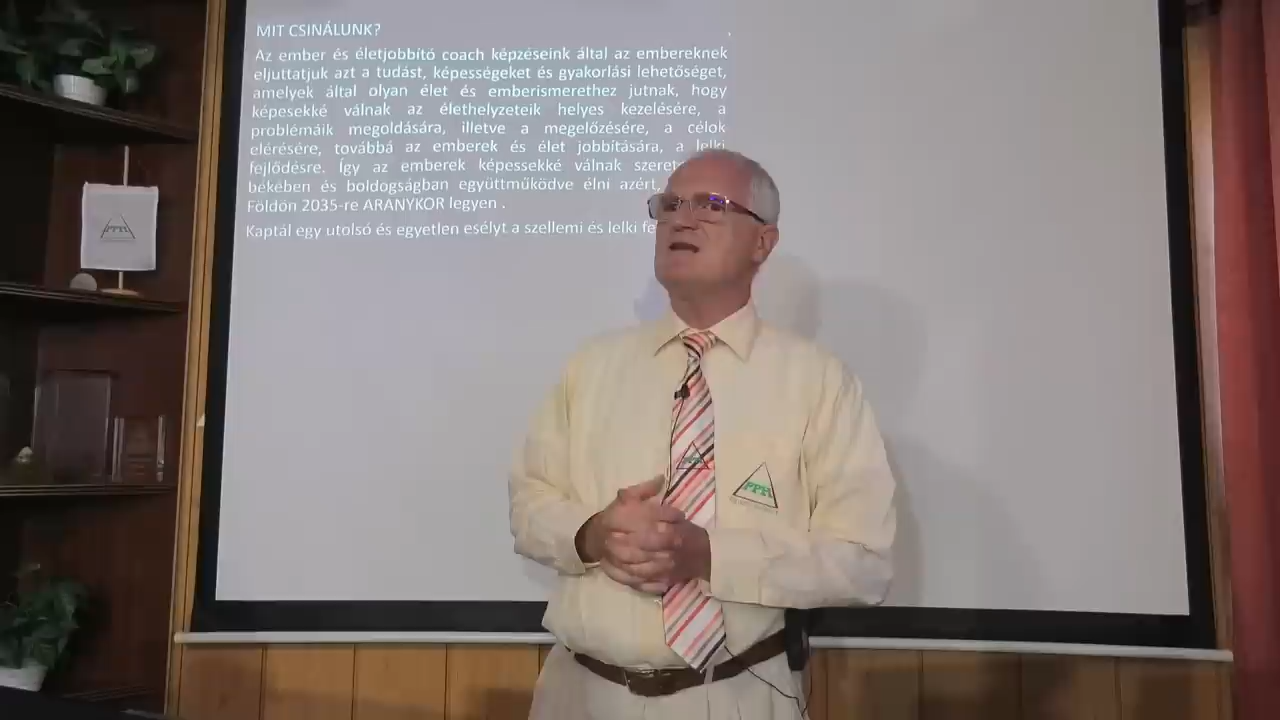 MIT CSINÁLUNK?
Az ember és életjobbító coach képzéseink által az embereknek
eljuttatjuk azt a tudást, képességeket és gyakorlási lehetőséget,
amelyek által olyan élet és emberismerethez jutnak, hogy
képesekké válnak az élethelyzeteik helyes kezelésére, a
problémáik megoldására, illetve a megelőzésére, a célok
elérésére, továbbá az emberek és élet jobbítására, a lelki
fejlődésre. Így az emberek képessekké válnak
békében és boldogságban együttműködve élni azért,
Földön 2035-re ARANYKOR legyen .
Kaptál egy utolsó és egyetlen esélyt a szellemi és lelki
PPH
PPH
PPH